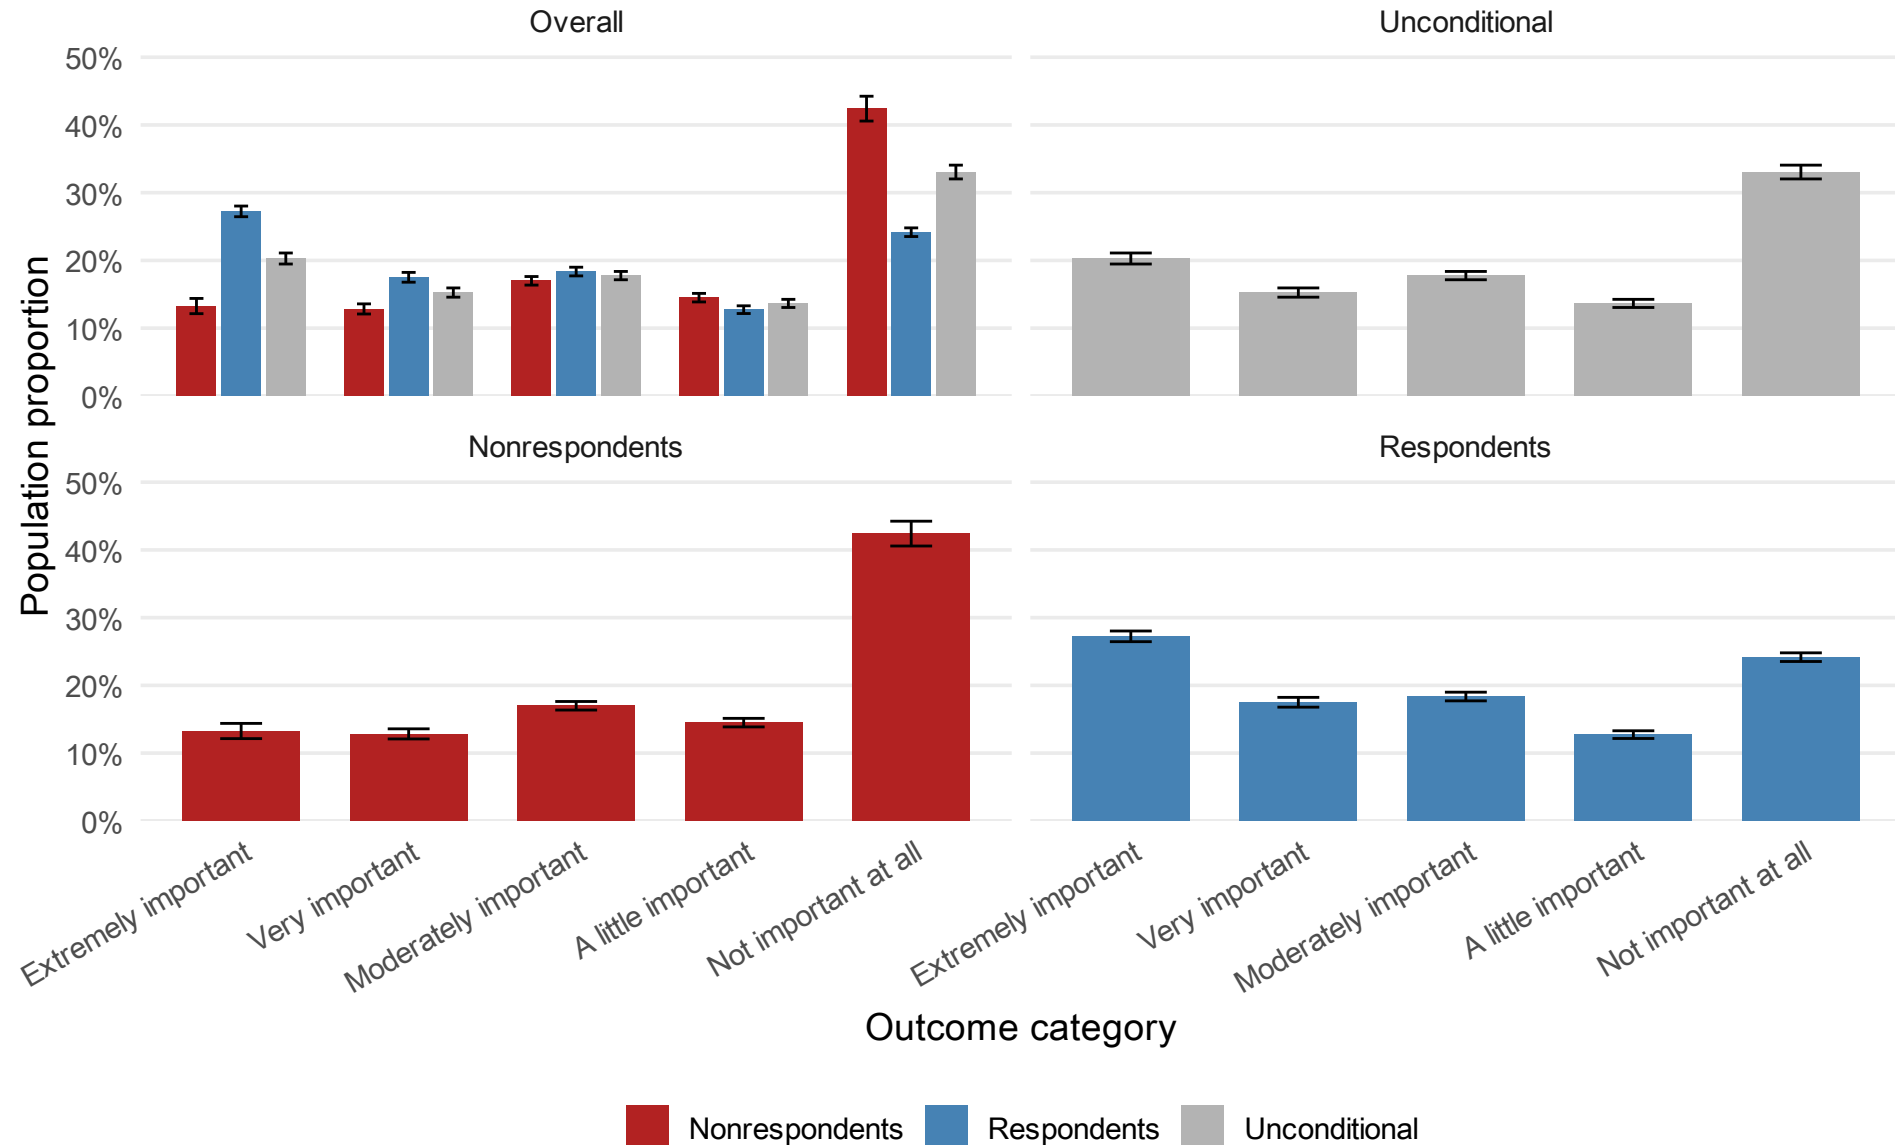 Overall
Unconditional
50%
40%
30%
20%
10%
0%
Nonrespondents
Respondents
50%
40%
30%
20%
10%
0%
Population proportion
Extremely important
Very important
Moderately important
A little important
Not important at all
Extremely important
Very important
Moderately important
A little important
Not important at all
Outcome category
Nonrespondents
Respondents
Unconditional